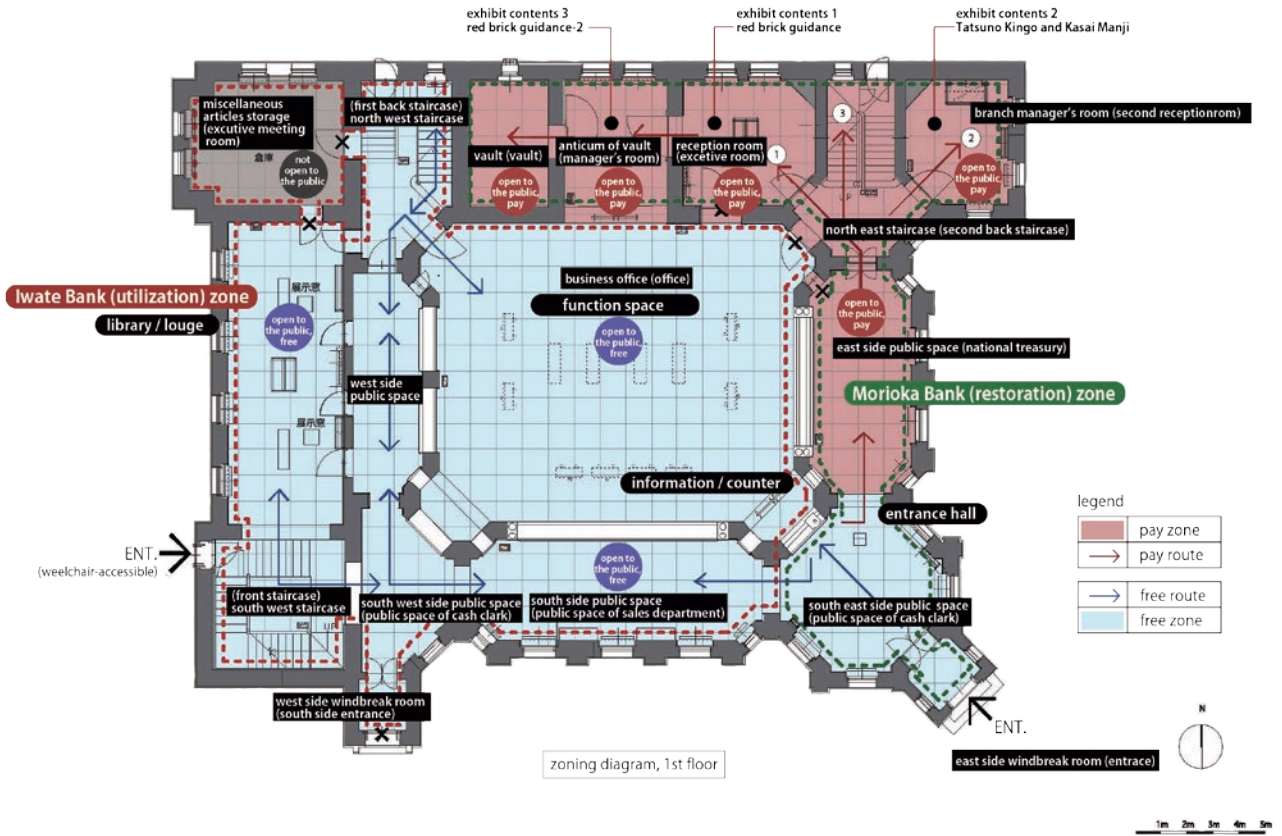 exhibit contents 3
red brick guidance-2
exhibit contents 1
red brick guidance
exhibit contents 2
Tatsuno Kingo and Kasai Manji
miscellaneous
articles storage
(excutive meeting
room)
倉庫
not
open to
the public
(first back staircase)
north west staircase
vault (vault)
open to
the public,
pay
anticum of vault
(manager's room)
open to
the public,
pay
reception room
(excetive room)
1
open to
the public,
pay
3
UP
branch manager's room (second receptionrom)
2
open to
the public,
pay
north east staircase (second back staircase)
Iwate Bank (utilization) zone
library / louge
展示窓
open to
the public,
free
展示窓
west side
public space
business office (office)
function space
open to
the public,
free
open to
the public,
pay
east side public space (national treasury)
Morioka Bank (restoration) zone
information / counter
entrance hall
ENT.
(weelchair-accessible)
(front staircase)
south west staircase
UP
south west side public space
(public space of cash clark)
open to
the public,
free
south side public space
(public space of sales department)
south east side public space
(public space of cash clark)
west side windbreak room
(south side entrance)
ENT.
east side windbreak room (entrace)
legend
pay zone
pay route
free route
free zone
N
zoning diagram, 1st floor
1m 2m 3m 4m 5m